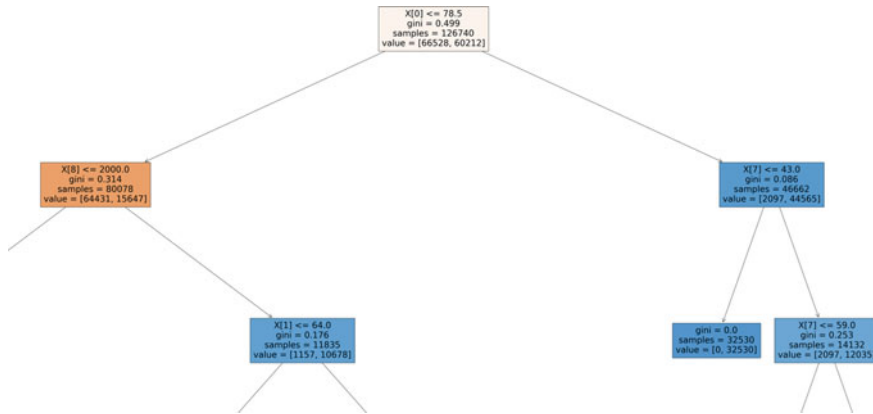 X[0] <= 78.5
gini = 0.499
samples = 126740
value = [66528, 60212]
X[8] <= 2000.0
gini = 0.314
samples = 80078
value = [64431, 15647]
X[7] <= 43.0
gini = 0.086
samples = 46662
value = [2097, 44565]
X[1] <= 64.0
gini = 0.176
samples = 11835
value = [1157, 10678]
gini = 0.0
samples = 32530
value = [0, 32530]
X[7] <= 59.0
gini = 0.253
samples = 14132
value = [2097, 12035]